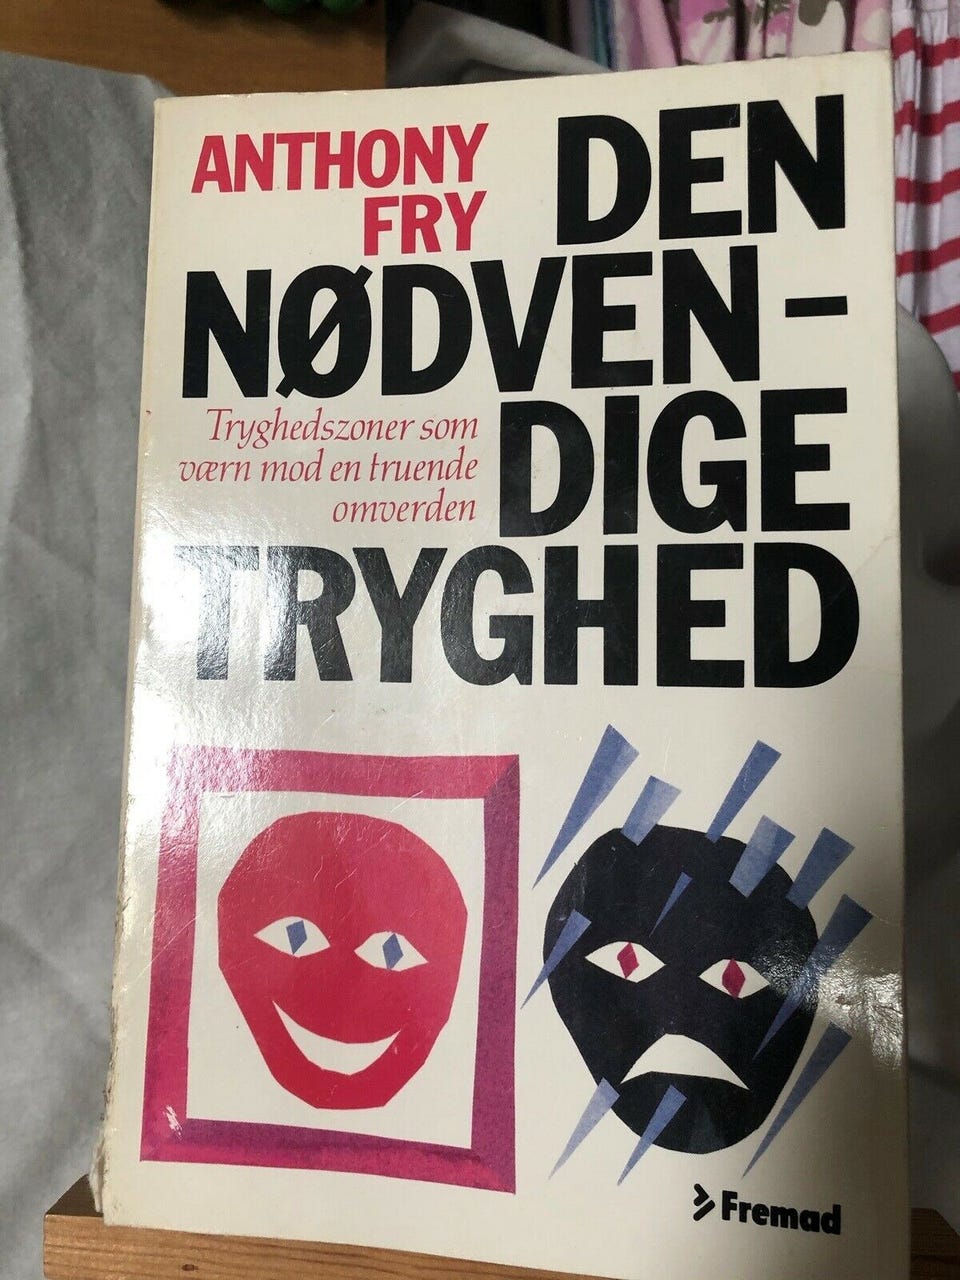 ANTHONY
FRY
DEN
NØDVEN-
DIGE
TRYGHED
Tryghedszoner som
værn mod en truende
omverden
Fremad